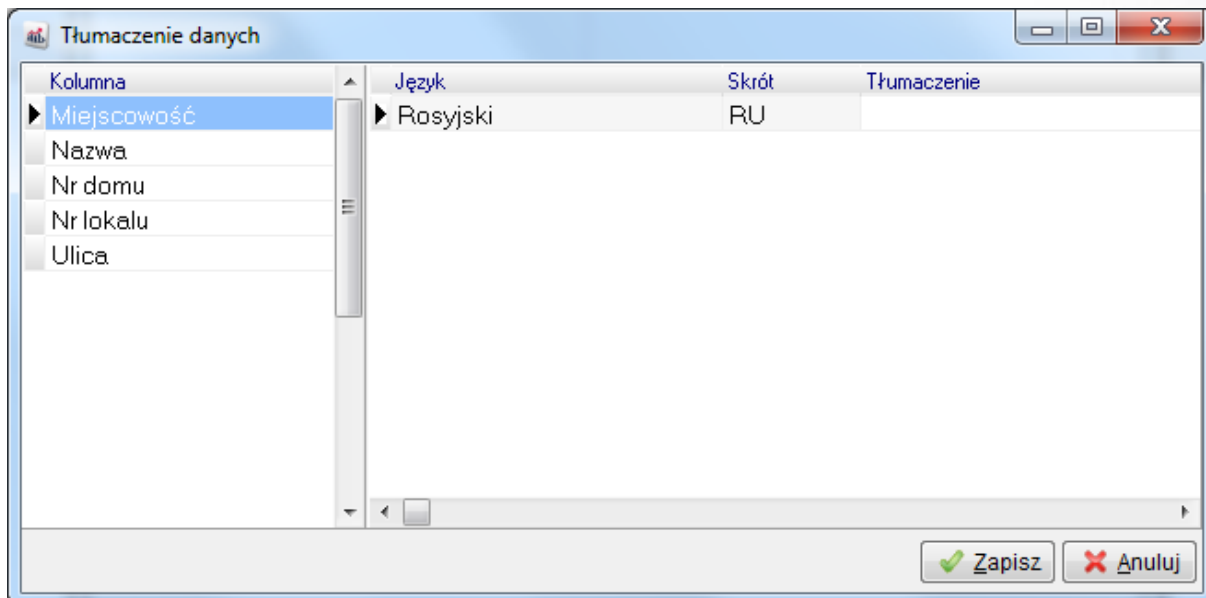 Tłumaczenie danych
Kolumna
Miejscowość
Nazwa
Nr domu
Nr lokalu
Ulica
Język Skrót Tłumaczenie
Rosyjski RU
Zapisz Anuluj